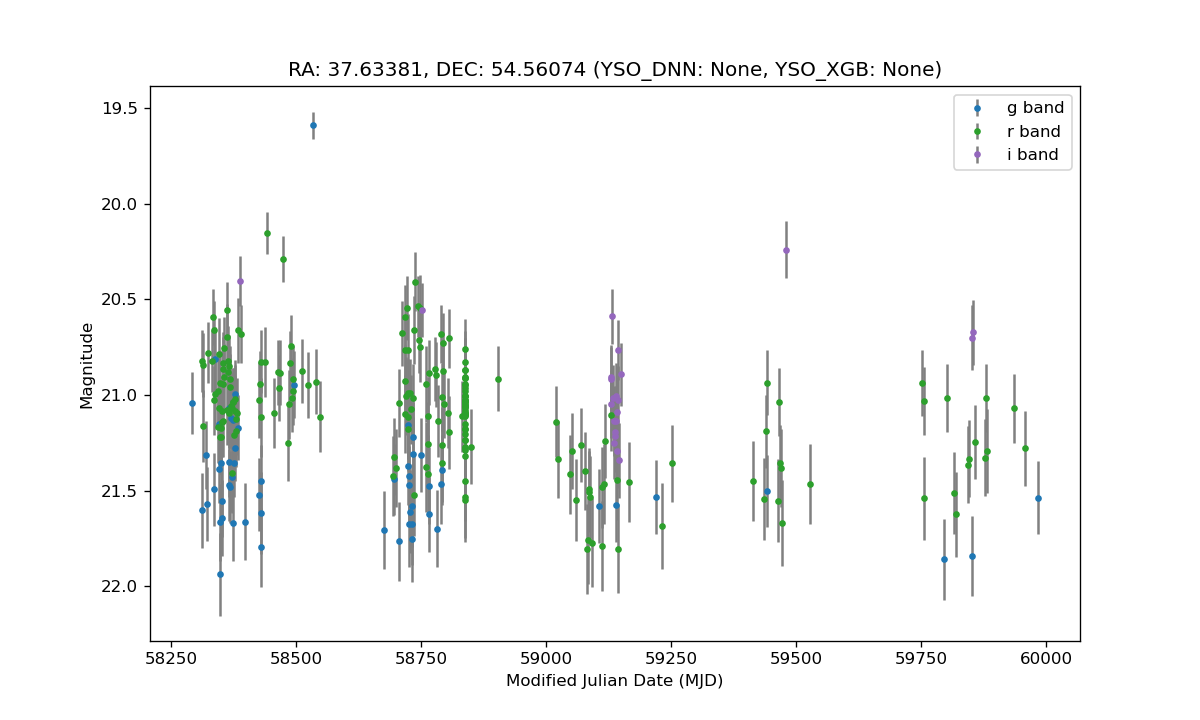 RA: 37.63381, DEC: 54.56074 (YSO_DNN: None, YSO_XGB: None)
g band
r band
i band
19.5
20.0
20.5
21.0
21.5
22.0
Magnitude
58250 58500 58750 59000 59250 59500 59750 60000
Modified Julian Date (MJD)